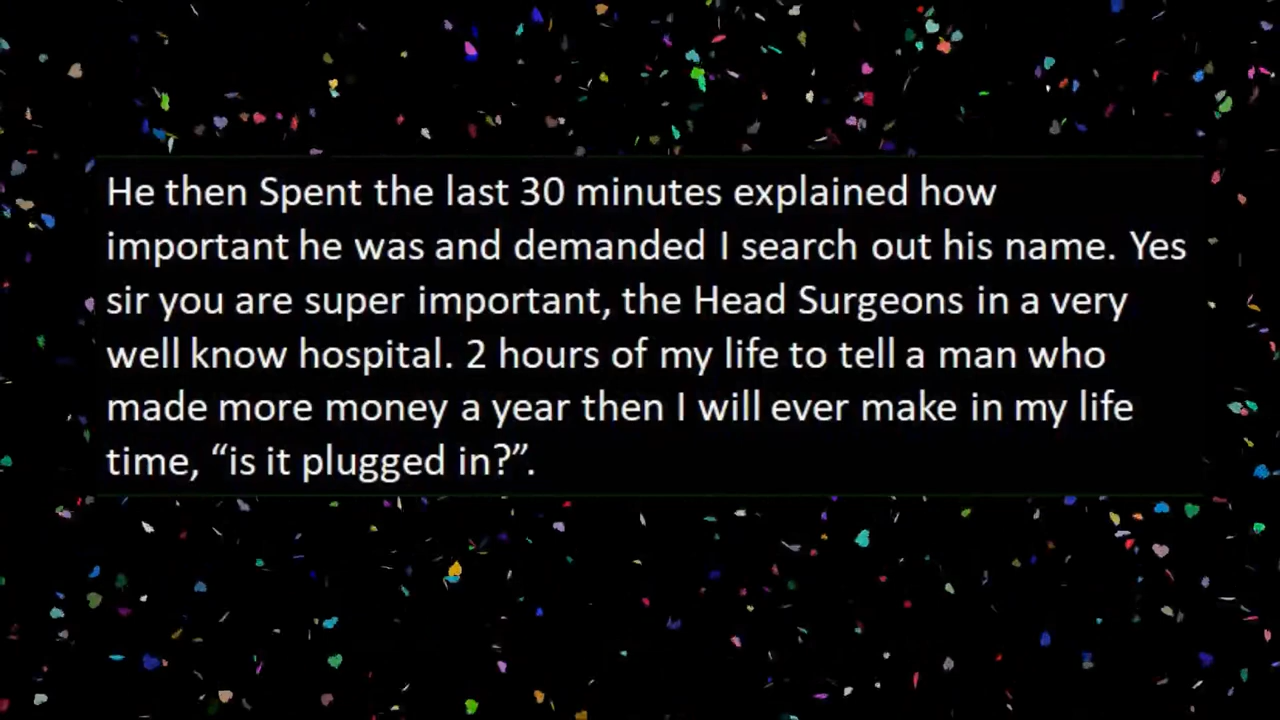 He then Spent the last 30 minutes explained how
important he was and demanded I search out his name. Yes
sir you are super important, the Head Surgeons in a very
well know hospital. 2 hours of my life to tell a man who
made more money a year then I will ever make in my life
time, “is it plugged in?”.